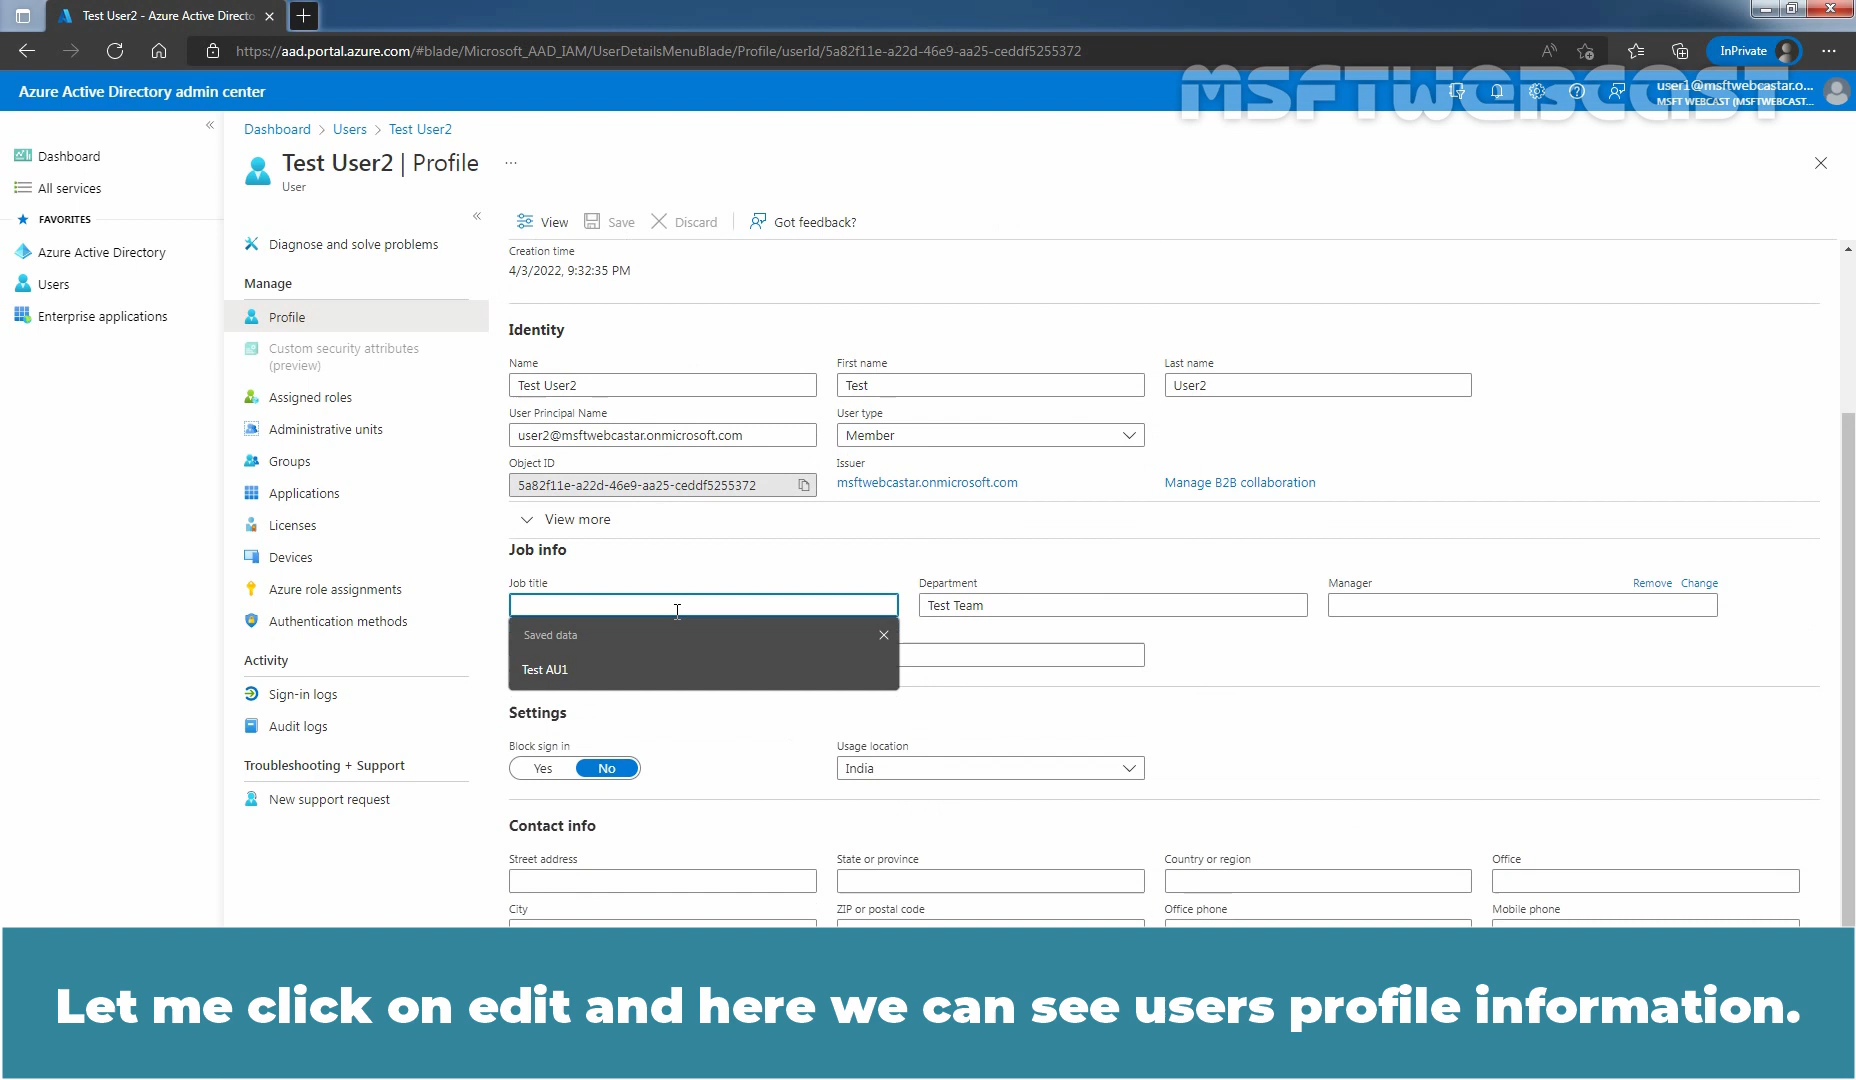 Test User2 - Azure Active Directo
https://aad.portal.azure.com/#blade/Microsoft_AAD_IAM/UserDetailsMenuBlade/Profile/userId/5a82f11e-a22d-46e9-aa25-ceddf5255372
InPrivate
Azure Active Directory admin center
MSFTWEBCAST
user1@msftwebcastar.o...
MSFT WEBCAST (MSFTWEBCAST...
Dashboard
All services
FAVORITES
Azure Active Directory
Users
Enterprise applications
Dashboard > Users > Test User2
Test User2 | Profile
User
Diagnose and solve problems
Manage
Profile
Custom security attributes
(preview)
Assigned roles
Administrative units
Groups
Applications
Licenses
Devices
Azure role assignments
Authentication methods
Activity
Sign-in logs
Audit logs
Troubleshooting + Support
New support request
View Save Discard Got feedback?
Creation time
4/3/2022, 9:32:35 PM
Identity
Name First name Last name
Test User2 Test User2
User Principal Name User type
user2@msftwebcastar.onmicrosoft.com Member
Object ID Issuer
5a82f11e-a22d-46e9-aa25-ceddf5255372 msftwebcastar.onmicrosoft.com Manage B2B collaboration
View more
Job info
Job title Department Manager Remove Change
Test Team
Saved data
Test AU1
Settings
Block sign in Usage location
Yes No India
Contact info
Street address State or province Country or region Office
City ZIP or postal code Office phone Mobile phone
Let me click on edit and here we can see users profile information.